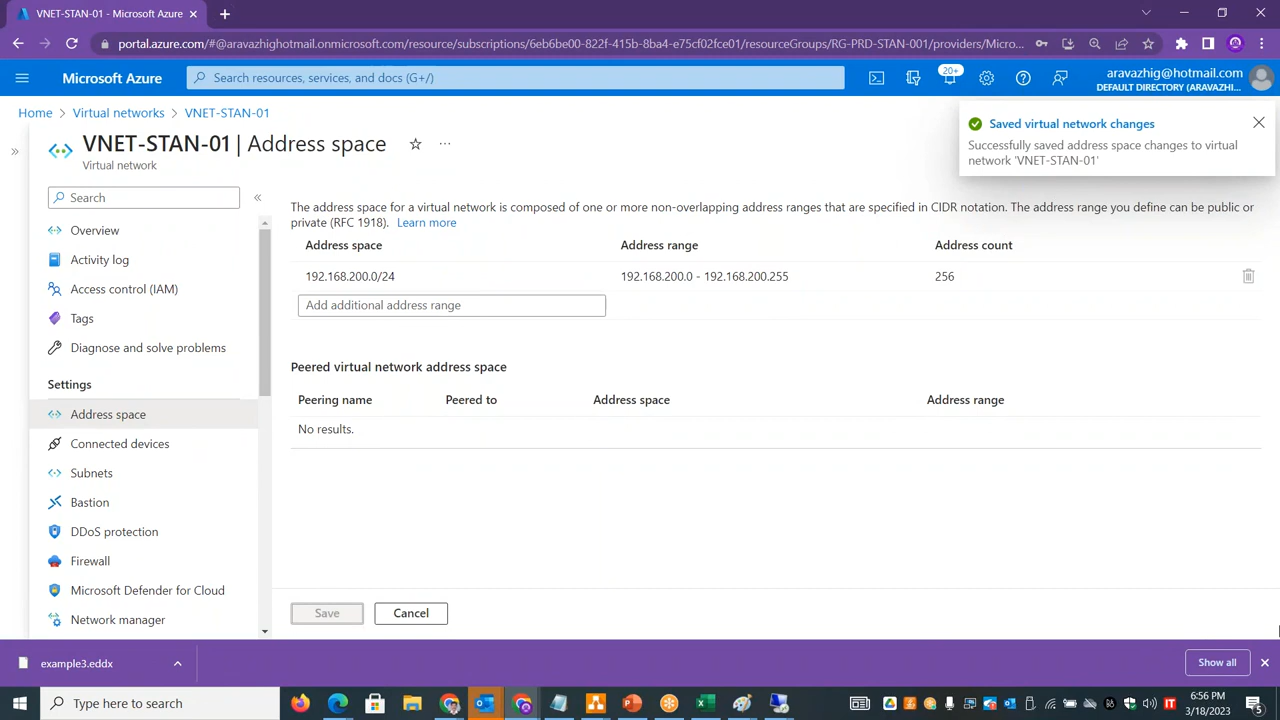 VNET-STAN-01 - Microsoft Azure
portal.azure.com/#@aravazhighotmail.onmicrosoft.com/resource/subscriptions/6eb6be00-822f-415b-8ba4-e75cf02fce01/resourceGroups/RG-PRD-STAN-001/providers/Micro...
Microsoft Azure
Search resources, services, and docs (G+/)
20+
aravazhig@hotmail.com
DEFAULT DIRECTORY (ARAVAZHI...
Home > Virtual networks > VNET-STAN-01
VNET-STAN-01 | Address space
Virtual network
Saved virtual network changes
Successfully saved address space changes to virtual
network 'VNET-STAN-01'
Search
Overview
Activity log
Access control (IAM)
Tags
Diagnose and solve problems
Settings
Address space
Connected devices
Subnets
Bastion
DDoS protection
Firewall
Microsoft Defender for Cloud
Network manager
The address space for a virtual network is composed of one or more non-overlapping address ranges that are specified in CIDR notation. The address range you define can be public or
private (RFC 1918). Learn more
Address space Address range Address count
192.168.200.0/24 192.168.200.0 - 192.168.200.255 256
Add additional address range
Peered virtual network address space
Peering name Peered to Address space Address range
No results.
Save Cancel
example3.eddx
Show all
Type here to search
6:56 PM
3/18/2023
5